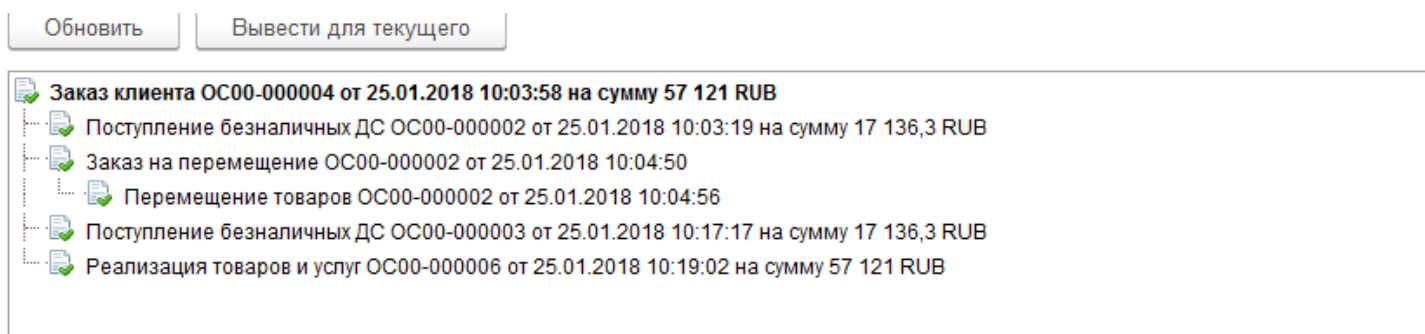 Обновить
Вывести для текущего
Заказ клиента ОС00-000004 от 25.01.2018 10:03:58 на сумму 57 121 RUB
Поступление безналичных ДС ОС00-000002 от 25.01.2018 10:03:19 на сумму 17 136,3 RUB
Заказ на перемещение ОС00-000002 от 25.01.2018 10:04:50
Перемещение товаров ОС00-000002 от 25.01.2018 10:04:56
Поступление безналичных ДС ОС00-000003 от 25.01.2018 10:17:17 на сумму 17 136,3 RUB
Реализация товаров и услуг ОС00-000006 от 25.01.2018 10:19:02 на сумму 57 121 RUB